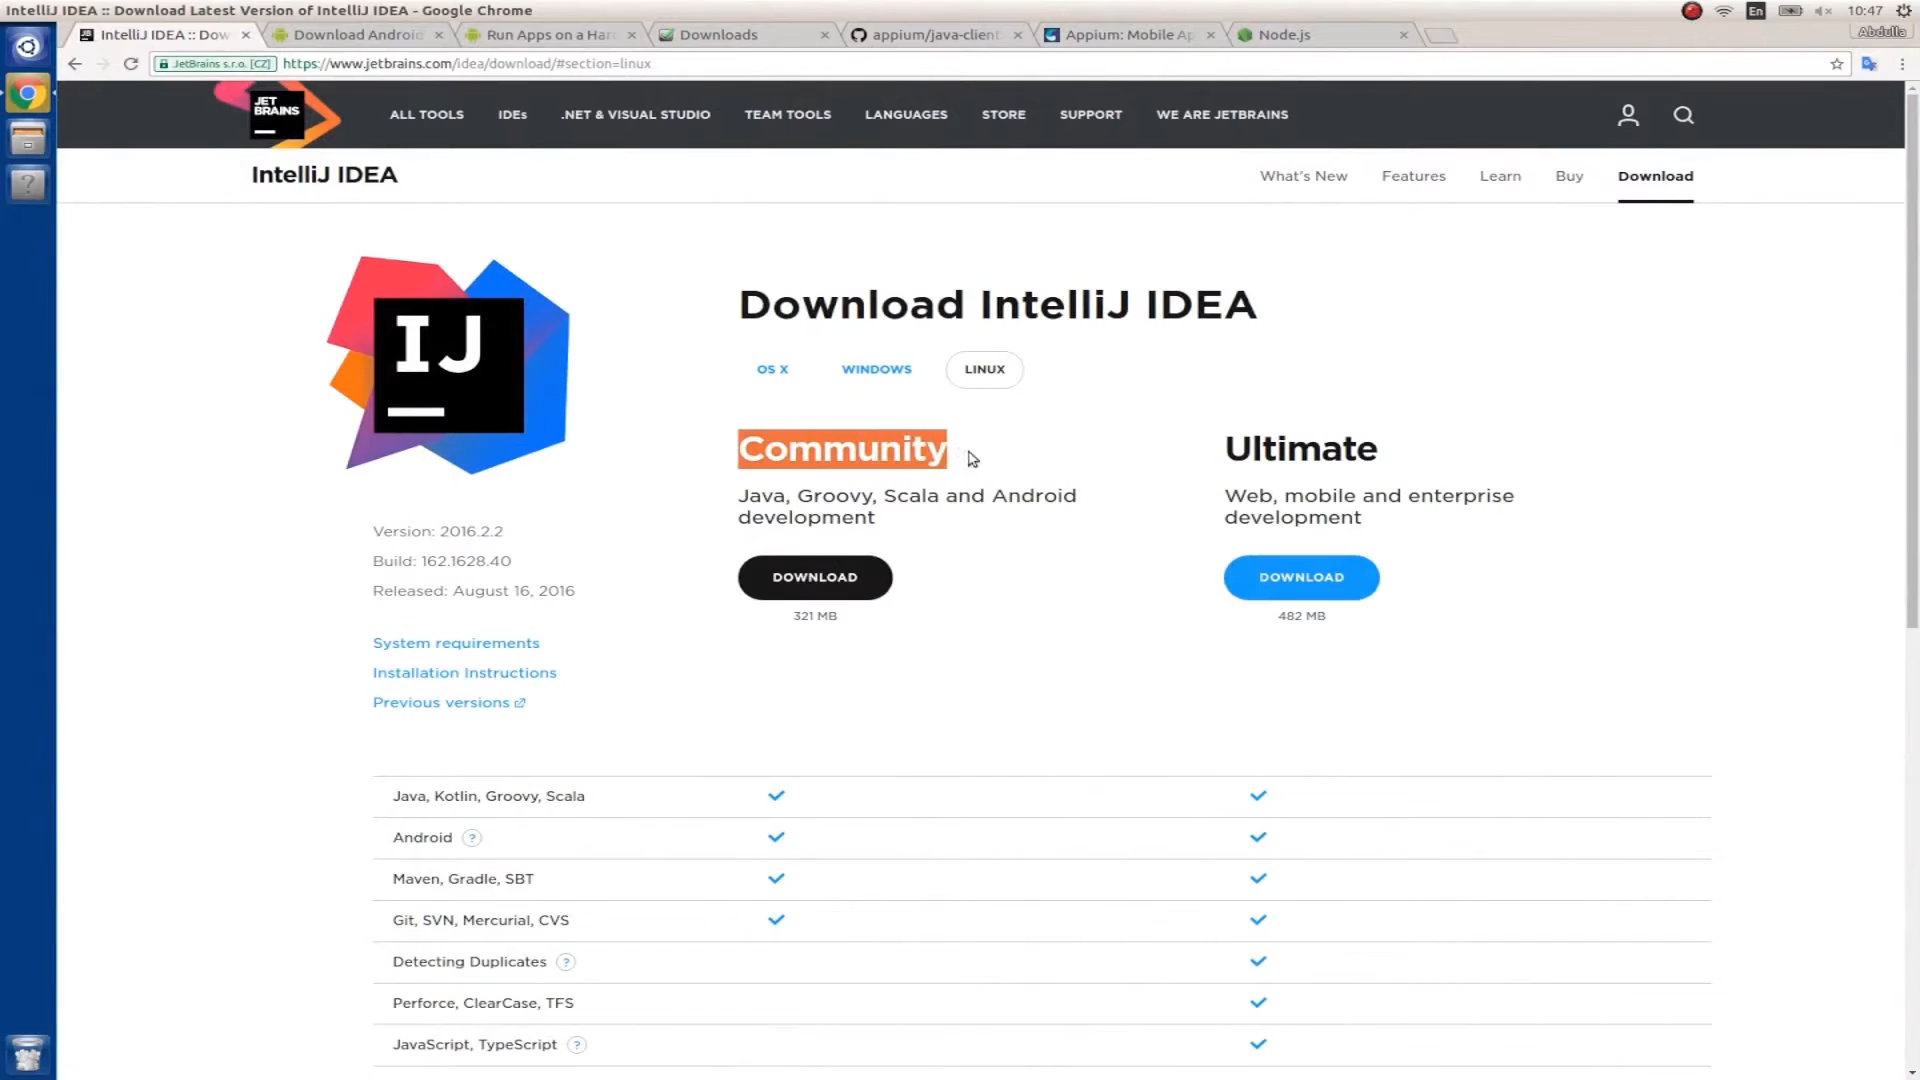 IntelliJ IDEA :: Download Latest Version of IntelliJ IDEA - Google Chrome
En
10:47
IntelliJ IDEA :: Dow
Download Android
Run Apps on a Har
Downloads
appium/java-client
Appium: Mobile Ap
Node.js
Abdulla
JetBrains s.r.o. [CZ]
https://www.jetbrains.com/idea/download/#section=linux
JET BRAINS
ALL TOOLS
IDEs
.NET & VISUAL STUDIO
TEAM TOOLS
LANGUAGES
STORE
SUPPORT
WE ARE JETBRAINS
IntelliJ IDEA
What's New
Features
Learn
Buy
Download
IJ
Download IntelliJ IDEA
OS X
WINDOWS
LINUX
Community
Java, Groovy, Scala and Android
development
DOWNLOAD
321 MB
Ultimate
Web, mobile and enterprise
development
DOWNLOAD
482 MB
Version: 2016.2.2
Build: 162.1628.40
Released: August 16, 2016
System requirements
Installation Instructions
Previous versions
Java, Kotlin, Groovy, Scala
Android ?
Maven, Gradle, SBT
Git, SVN, Mercurial, CVS
Detecting Duplicates ?
Perforce, ClearCase, TFS
JavaScript, TypeScript ?